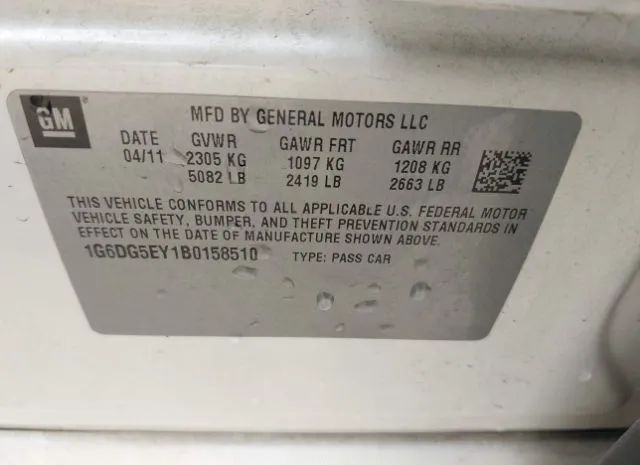 GM
MFD BY GENERAL MOTORS LLC
DATE GVWR GAWR FRT GAWR RR
04/11 2305 KG 1097 KG 1208 KG
5082 LB 2419 LB 2663 LB
THIS VEHICLE CONFORMS TO ALL APPLICABLE U.S. FEDERAL MOTOR
VEHICLE SAFETY, BUMPER, AND THEFT PREVENTION STANDARDS IN
EFFECT ON THE DATE OF MANUFACTURE SHOWN ABOVE.
1G6DG5EY1B0158510 TYPE: PASS CAR